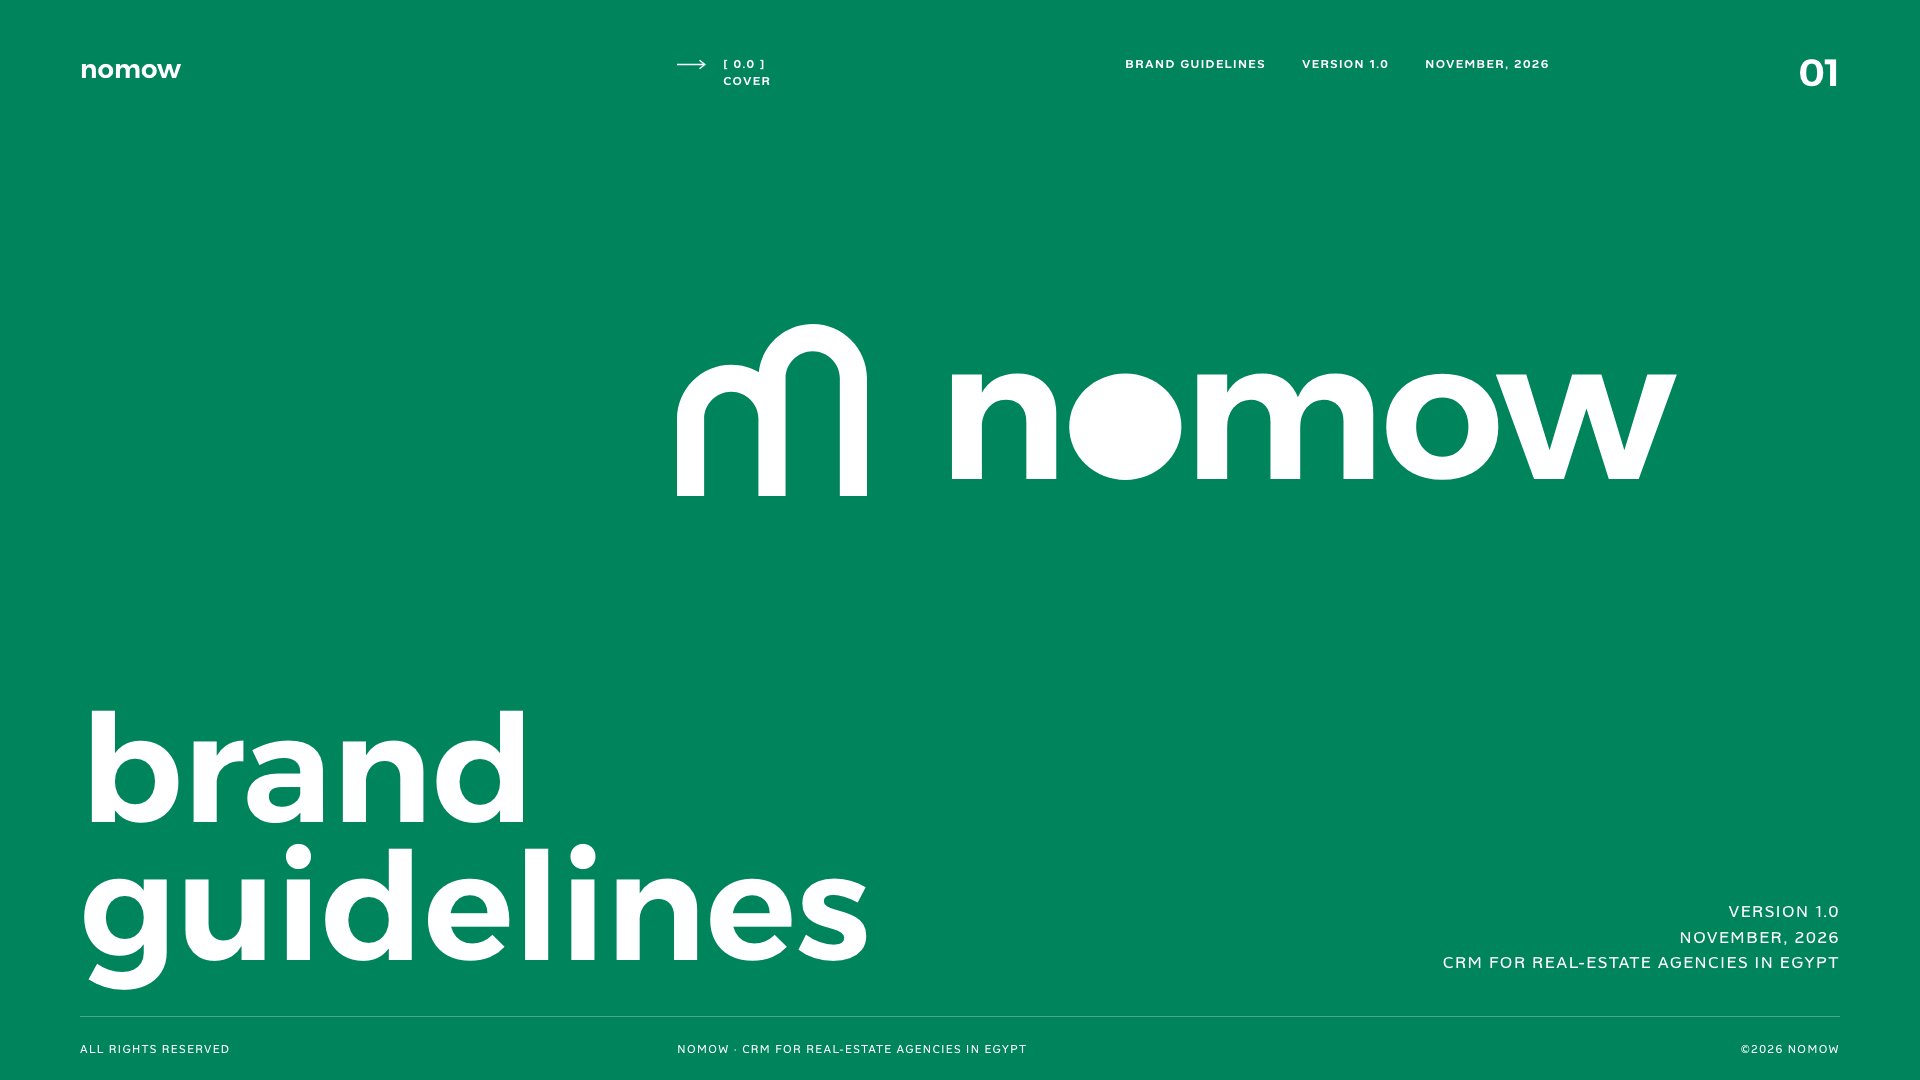 nomow
[ 0.0 ]
COVER
BRAND GUIDELINES
VERSION 1.0
NOVEMBER, 2026
01
nomow
brand
guidelines
VERSION 1.0
NOVEMBER, 2026
CRM FOR REAL-ESTATE AGENCIES IN EGYPT
ALL RIGHTS RESERVED
NOMOW · CRM FOR REAL-ESTATE AGENCIES IN EGYPT
©2026 NOMOW